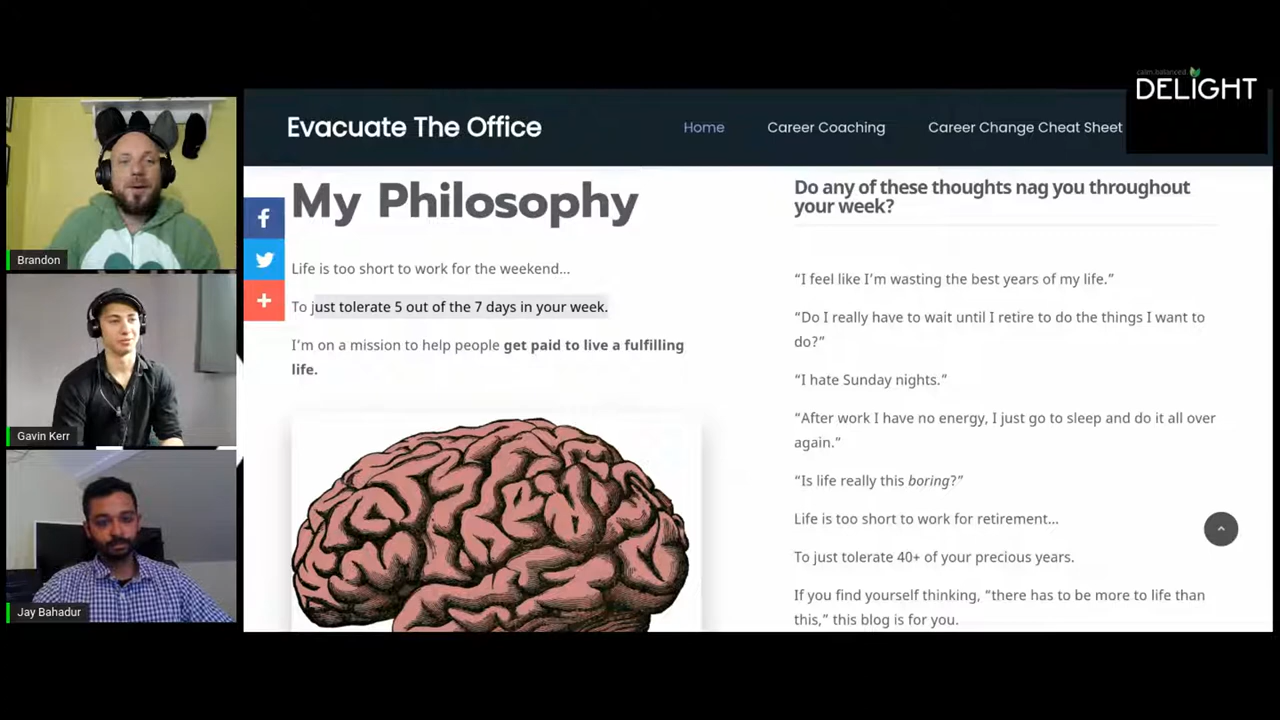 calm.balanced.
DELIGHT
Evacuate The Office
Home
Career Coaching
Career Change Cheat Sheet
Brandon
Gavin Kerr
Jay Bahadur
My Philosophy
Life is too short to work for the weekend...
To just tolerate 5 out of the 7 days in your week.
I’m on a mission to help people get paid to live a fulfilling
life.
Do any of these thoughts nag you throughout
your week?
“I feel like I’m wasting the best years of my life.”
“Do I really have to wait until I retire to do the things I want to
do?”
“I hate Sunday nights.”
“After work I have no energy, I just go to sleep and do it all over
again.”
“Is life really this boring?”
Life is too short to work for retirement...
To just tolerate 40+ of your precious years.
If you find yourself thinking, “there has to be more to life than
this,” this blog is for you.